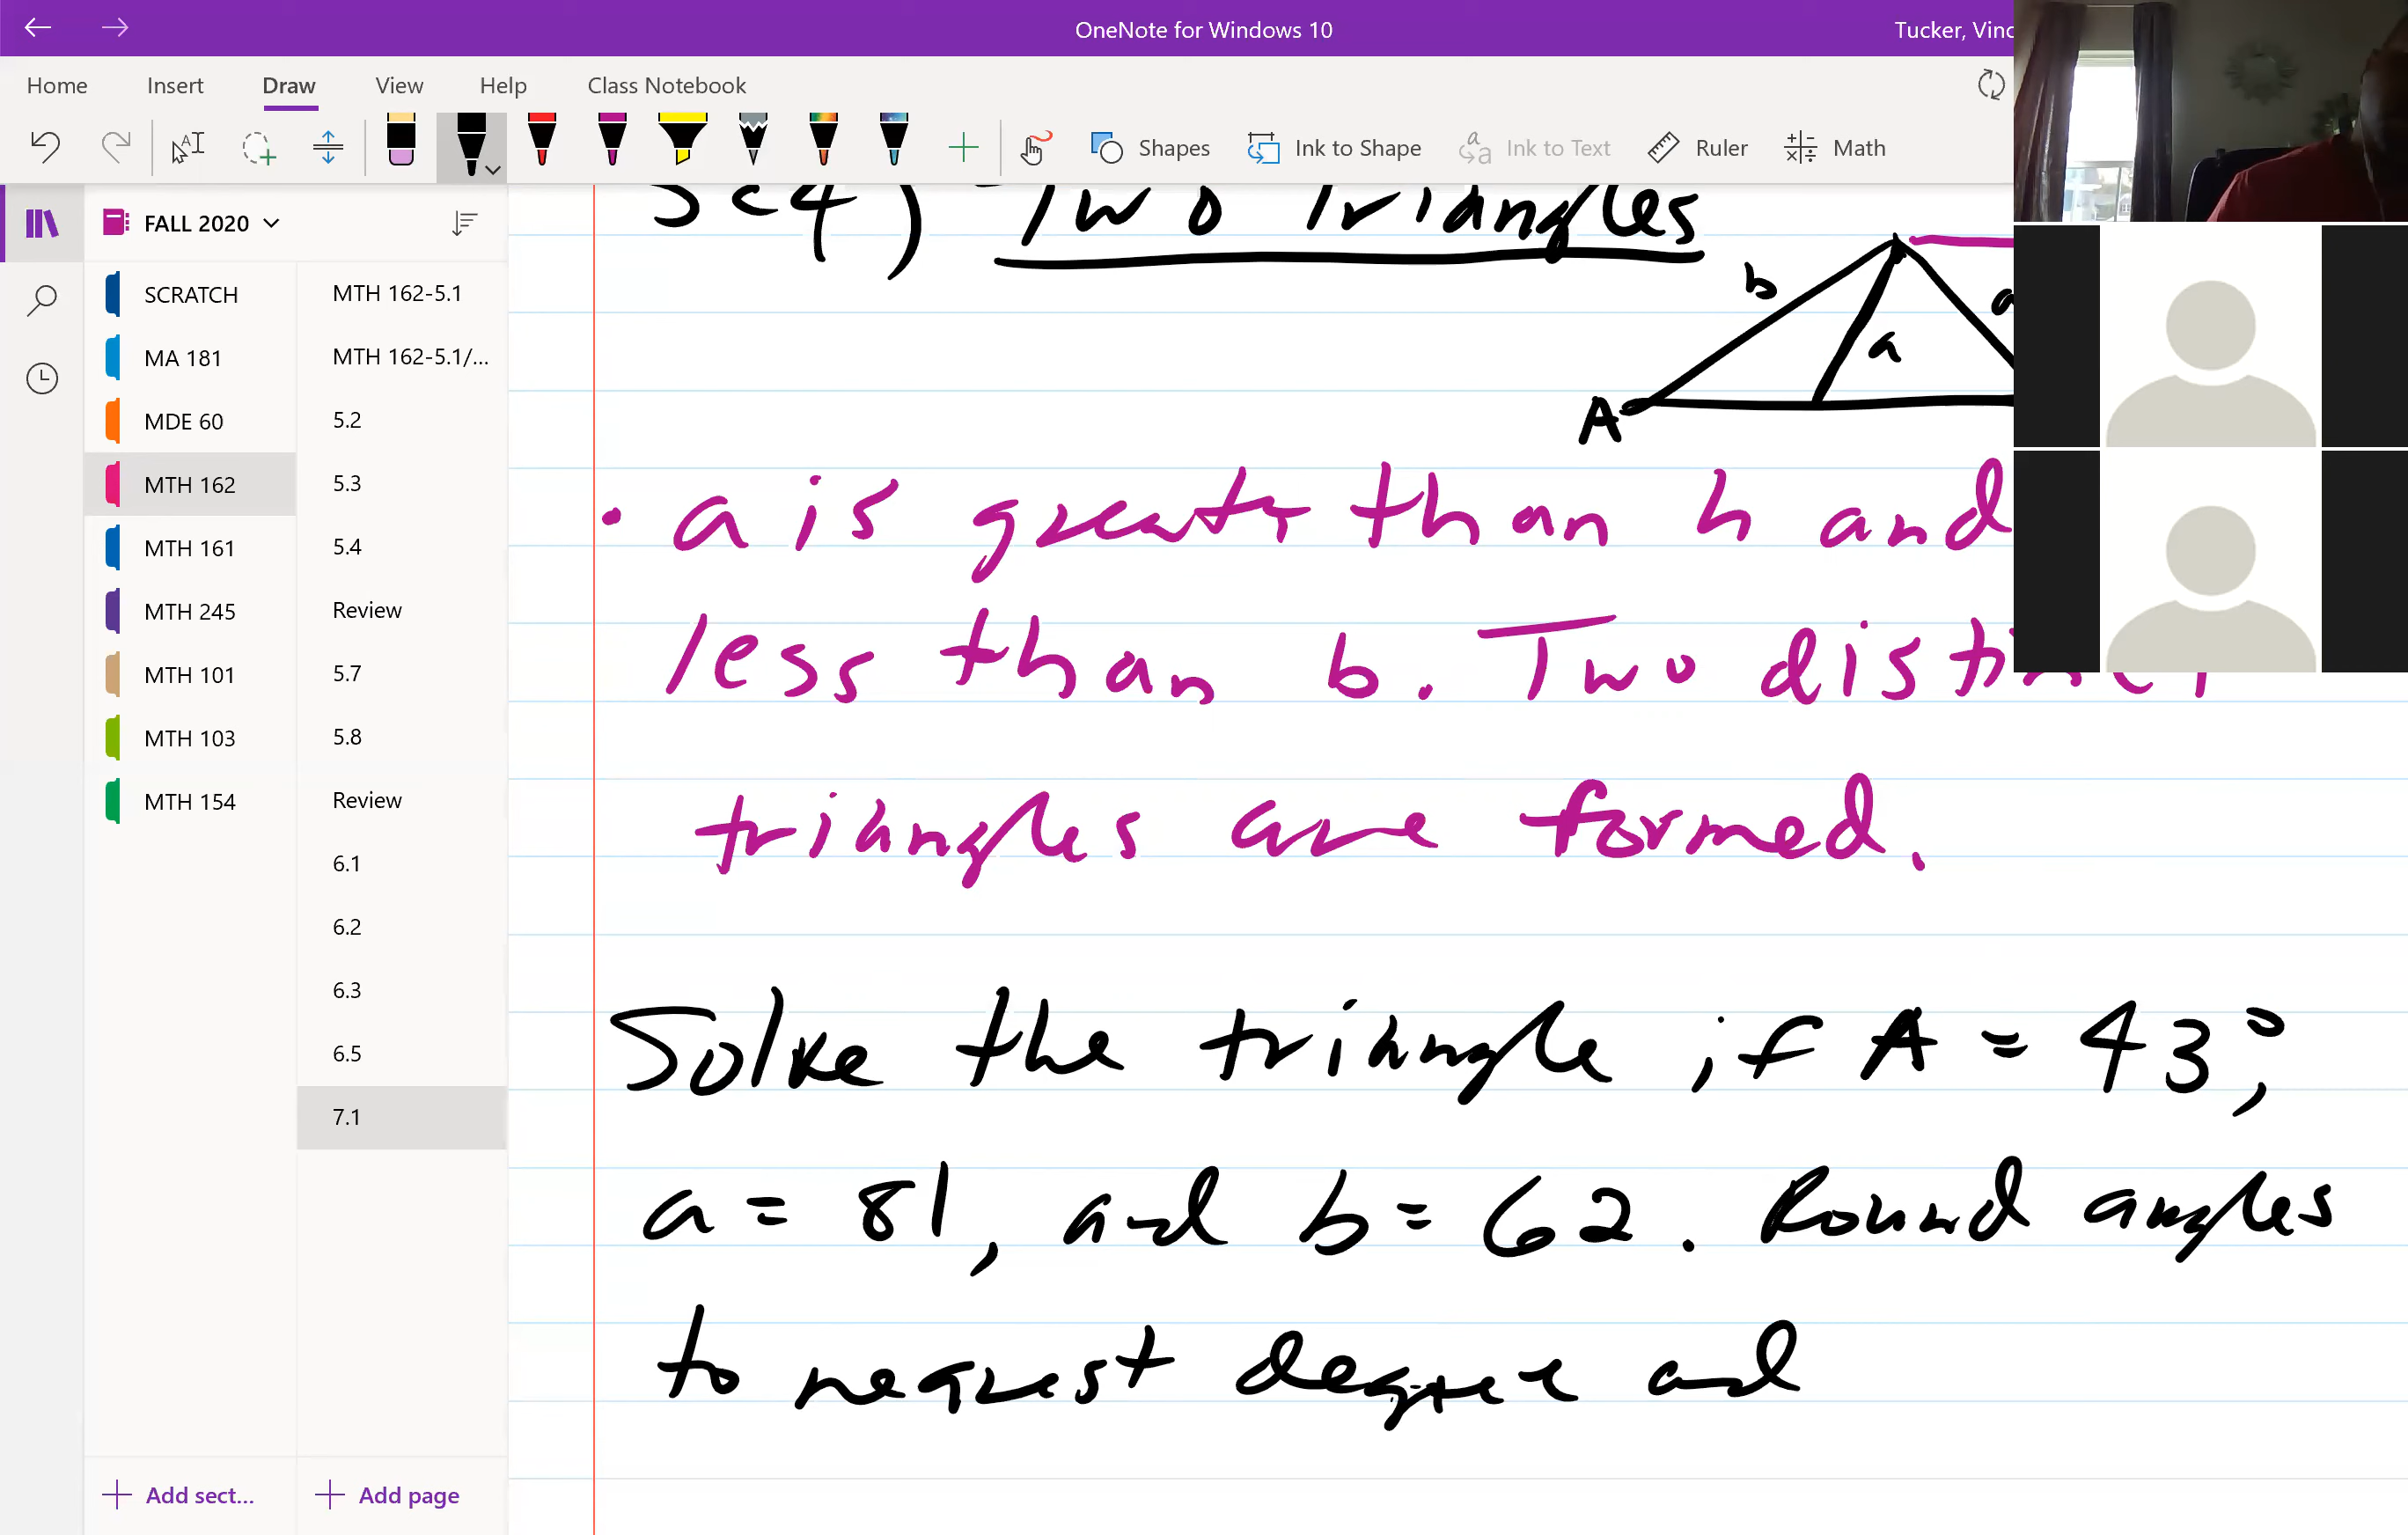 OneNote for Windows 10
Tucker, Vinc
Home Insert Draw View Help Class Notebook
Shapes Ink to Shape Ink to Text Ruler Math
FALL 2020
SCRATCH
MA 181
MDE 60
MTH 162
MTH 161
MTH 245
MTH 101
MTH 103
MTH 154
Add sect...
MTH 162-5.1
MTH 162-5.1/...
5.2
5.3
5.4
Review
5.7
5.8
Review
6.1
6.2
6.3
6.5
7.1
Add page
4) Two Triangles
b
a
a
A
• a is greater than h and
less than b. Two distinct
triangles are formed.
Solve the triangle if A = 43°,
a = 81, and b = 62. Round angles
to nearest degree and